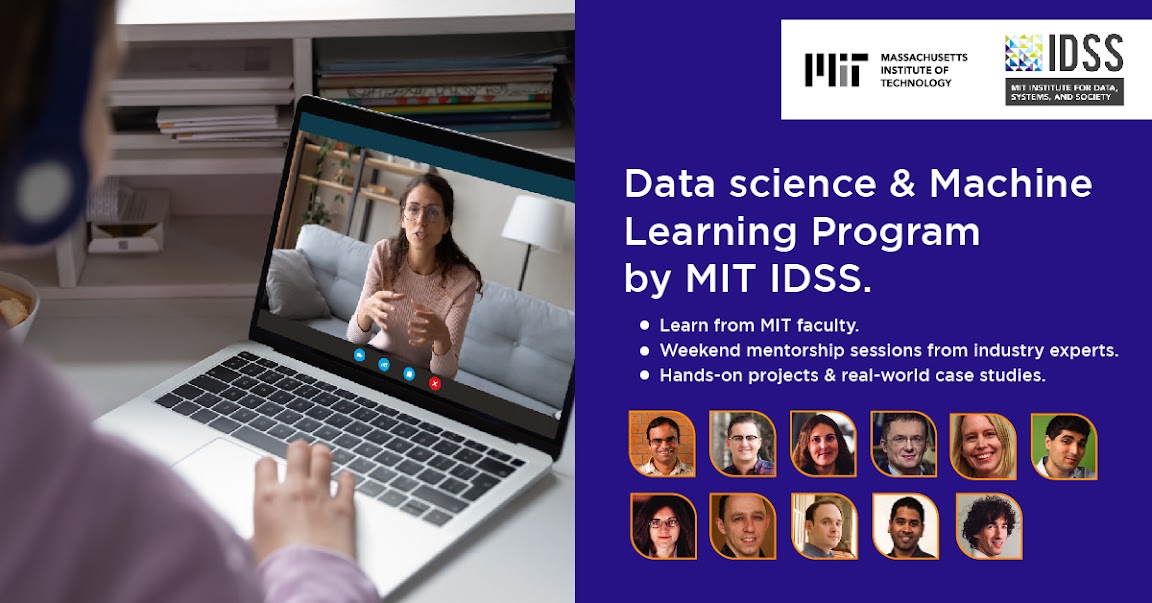 MIT
MASSACHUSETTS
INSTITUTE OF
TECHNOLOGY
IDSS
MIT INSTITUTE FOR DATA,
SYSTEMS, AND SOCIETY
Data science & Machine
Learning Program
by MIT IDSS.
Learn from MIT faculty.
Weekend mentorship sessions from industry experts.
Hands-on projects & real-world case studies.